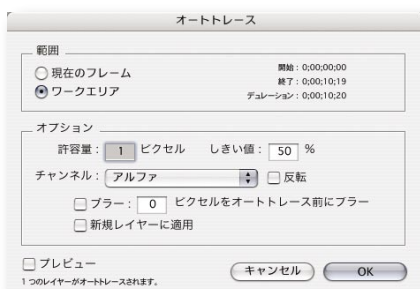 オートトレース
範囲
現在のフレーム
ワークエリア
開始 : 0;00;00;00
終了 : 0;00;10;19
デュレーション : 0;00;10;20
オプション
許容量 : 1 ピクセル しきい値 : 50 %
チャンネル : アルファ 反転
ブラー : 0 ピクセルをオートトレース前にブラー
新規レイヤーに適用
プレビュー
1 つのレイヤーがオートトレースされます。
キャンセル OK